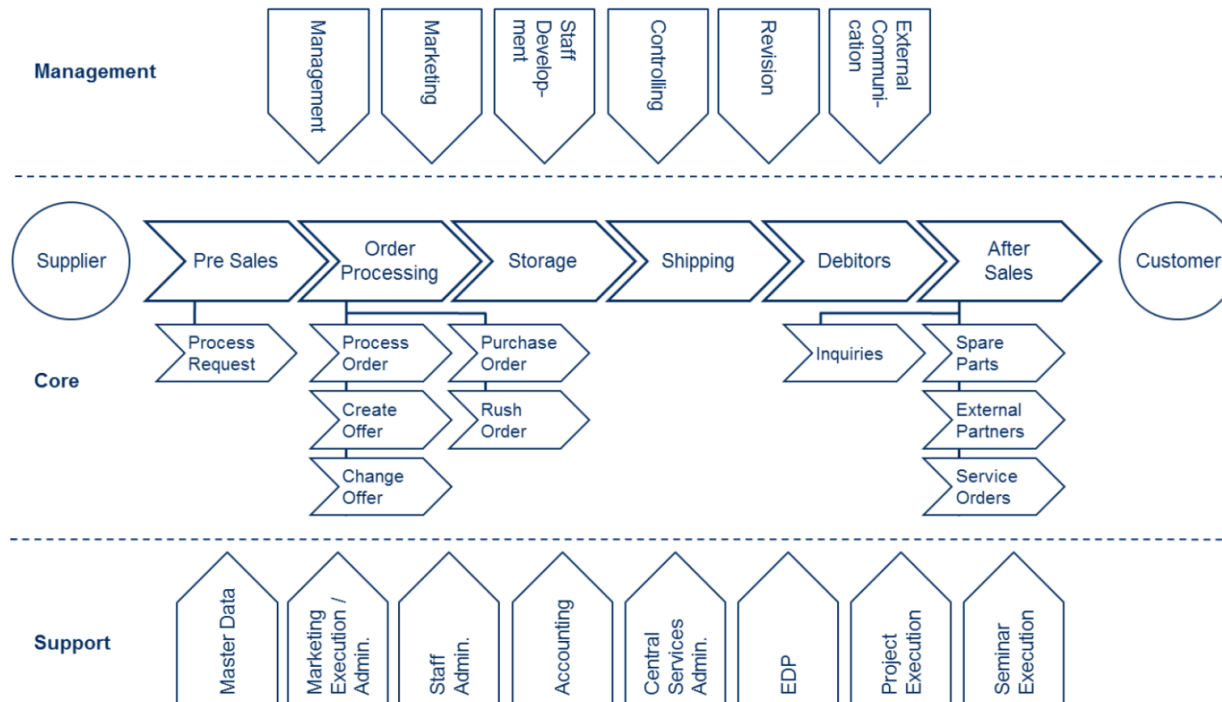 Management
Management
Marketing
Staff
Develop-
ment
Controlling
Revision
External
Communi-
cation
Supplier
Pre Sales
Order
Processing
Storage
Shipping
Debitors
After
Sales
Customer
Core
Process
Request
Process
Order
Create
Offer
Change
Offer
Purchase
Order
Rush
Order
Inquiries
Spare
Parts
External
Partners
Service
Orders
Support
Master Data
Marketing
Execution /
Admin.
Staff
Admin.
Accounting
Central
Services
Admin.
EDP
Project
Execution
Seminar
Execution